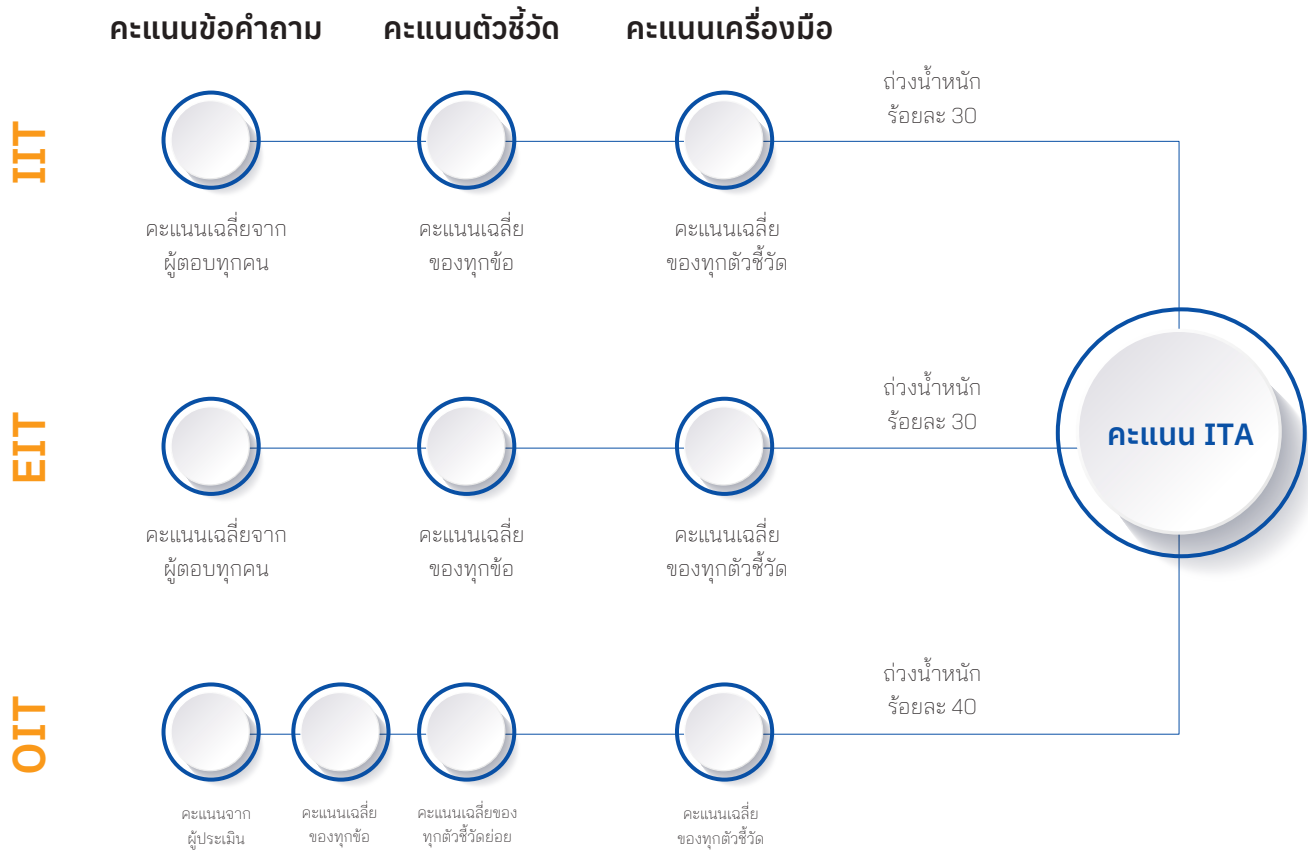 คะแนนข้อคำถาม คะแนนตัวชี้วัด คะแนนเครื่องมือ
IIT
ถ่วงน้ำหนัก
ร้อยละ 30
คะแนนเฉลี่ยจาก
ผู้ตอบทุกคน
คะแนนเฉลี่ย
ของทุกข้อ
คะแนนเฉลี่ย
ของทุกตัวชี้วัด
EIT
ถ่วงน้ำหนัก
ร้อยละ 30
คะแนน ITA
คะแนนเฉลี่ยจาก
ผู้ตอบทุกคน
คะแนนเฉลี่ย
ของทุกข้อ
คะแนนเฉลี่ย
ของทุกตัวชี้วัด
OIT
ถ่วงน้ำหนัก
ร้อยละ 40
คะแนนจาก
ผู้ประเมิน
คะแนนเฉลี่ย
ของทุกข้อ
คะแนนเฉลี่ยของ
ทุกตัวชี้วัดย่อย
คะแนนเฉลี่ย
ของทุกตัวชี้วัด